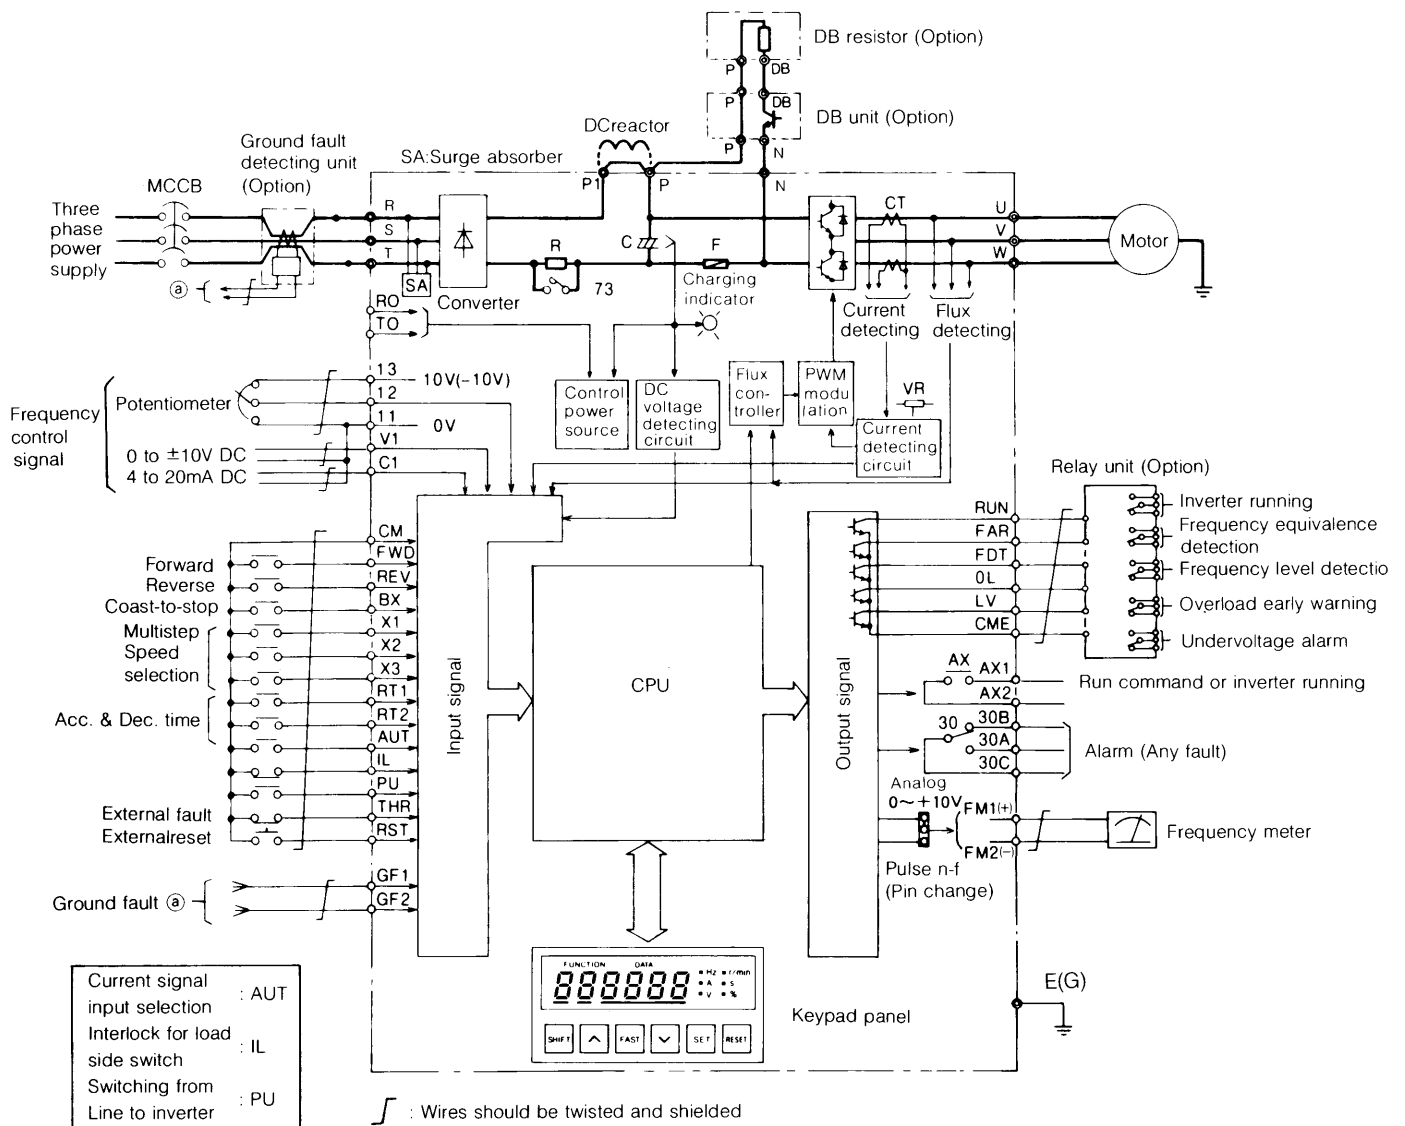 DB resistor (Option)
P
DB
P
DB
DB unit (Option)
P
N
DCreactor
Ground fault
detecting unit
(Option)
SA:Surge absorber
P1
P
N
MCCB
Three
phase
power
supply
R
S
T
SA
Converter
R
73
C
F
Charging
indicator
CT
U
V
W
Motor
Current
detecting
Flux
detecting
ⓐ
RO
TO
13
10V(−10V)
12
11
0V
V1
C1
Frequency
control
signal
Potentiometer
0 to ±10V DC
4 to 20mA DC
Control
power
source
DC
voltage
detecting
circuit
Flux
con-
troller
PWM
modu
lation
VR
Current
detecting
circuit
Relay unit (Option)
CM
FWD
REV
BX
X1
X2
X3
RT1
RT2
AUT
IL
PU
THR
RST
GF1
GF2
Forward
Reverse
Coast-to-stop
Multistep
Speed
selection
Acc. & Dec. time
External fault
Externalreset
Ground fault ⓐ
Input signal
CPU
Output signal
RUN
FAR
FDT
0L
LV
CME
Inverter running
Frequency equivalence
detection
Frequency level detectio
Overload early warning
Undervoltage alarm
AX
AX1
AX2
Run command or inverter running
30
30B
30A
30C
Alarm (Any fault)
Analog
0～+10V
FM1(+)
FM2(−)
Pulse n-f
(Pin change)
Frequency meter
FUNCTION
DATA
888888
Hz
r/min
A
s
V
%
SHIFT
FAST
SET
RESET
Keypad panel
E(G)
Current signal
input selection
: AUT
Interlock for load
side switch
: IL
Switching from
Line to inverter
: PU
: Wires should be twisted and shielded